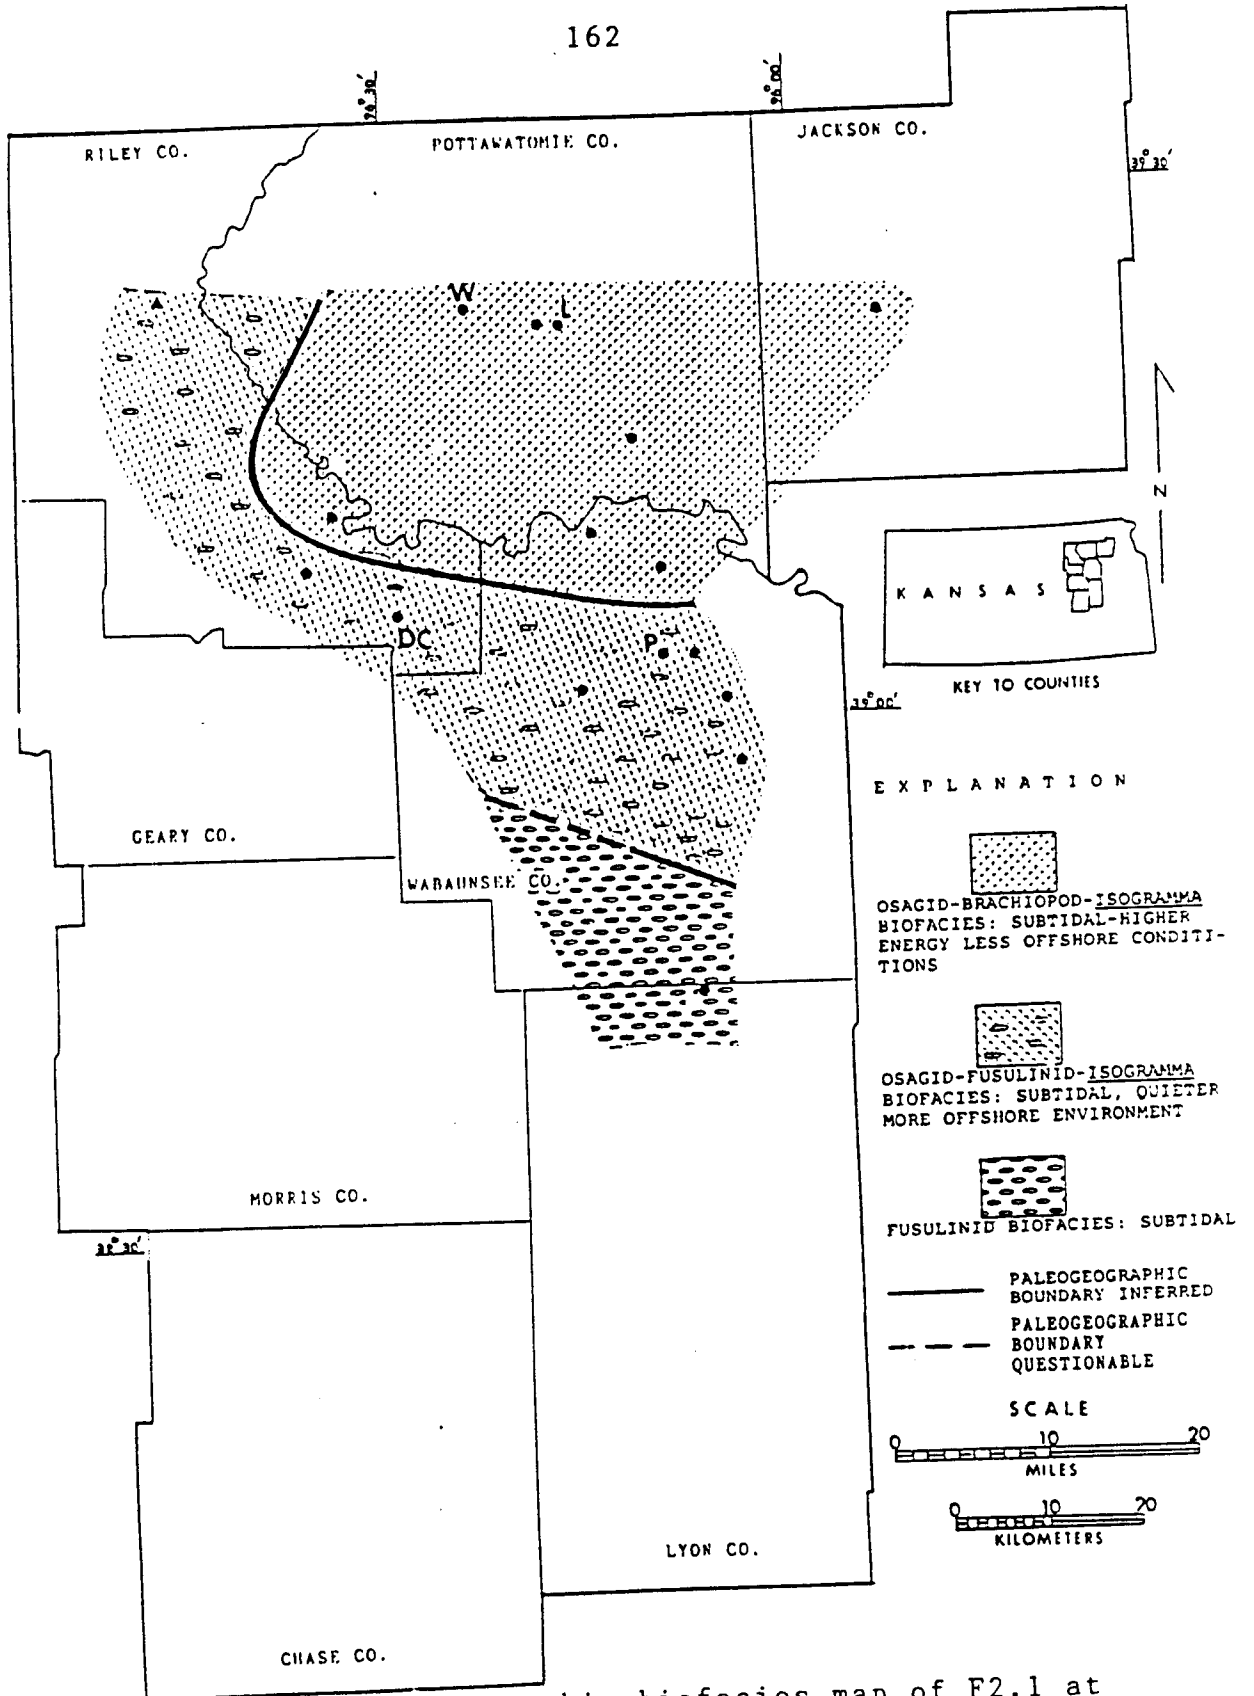 162
96° 30'
96° 00'
RILEY CO.
POTTAWATOMIE CO.
JACKSON CO.
39° 30'
W
L
N
KANSAS
KEY TO COUNTIES
DC
P
39° 00'
EXPLANATION
GEARY CO.
WABAUNSEE CO.
OSAGID-BRACHIOPOD-ISOGRAMMA
BIOFACIES: SUBTIDAL-HIGHER
ENERGY LESS OFFSHORE CONDITI-
TIONS
OSAGID-FUSULINID-ISOGRAMMA
BIOFACIES: SUBTIDAL, QUIETER
MORE OFFSHORE ENVIRONMENT
MORRIS CO.
FUSULINID BIOFACIES: SUBTIDAL
38° 30'
PALEOGEOGRAPHIC
BOUNDARY INFERRED
PALEOGEOGRAPHIC
BOUNDARY
QUESTIONABLE
SCALE
0 10 20
MILES
0 10 20
KILOMETERS
LYON CO.
CHASE CO.
biofacies map of F2.1 at